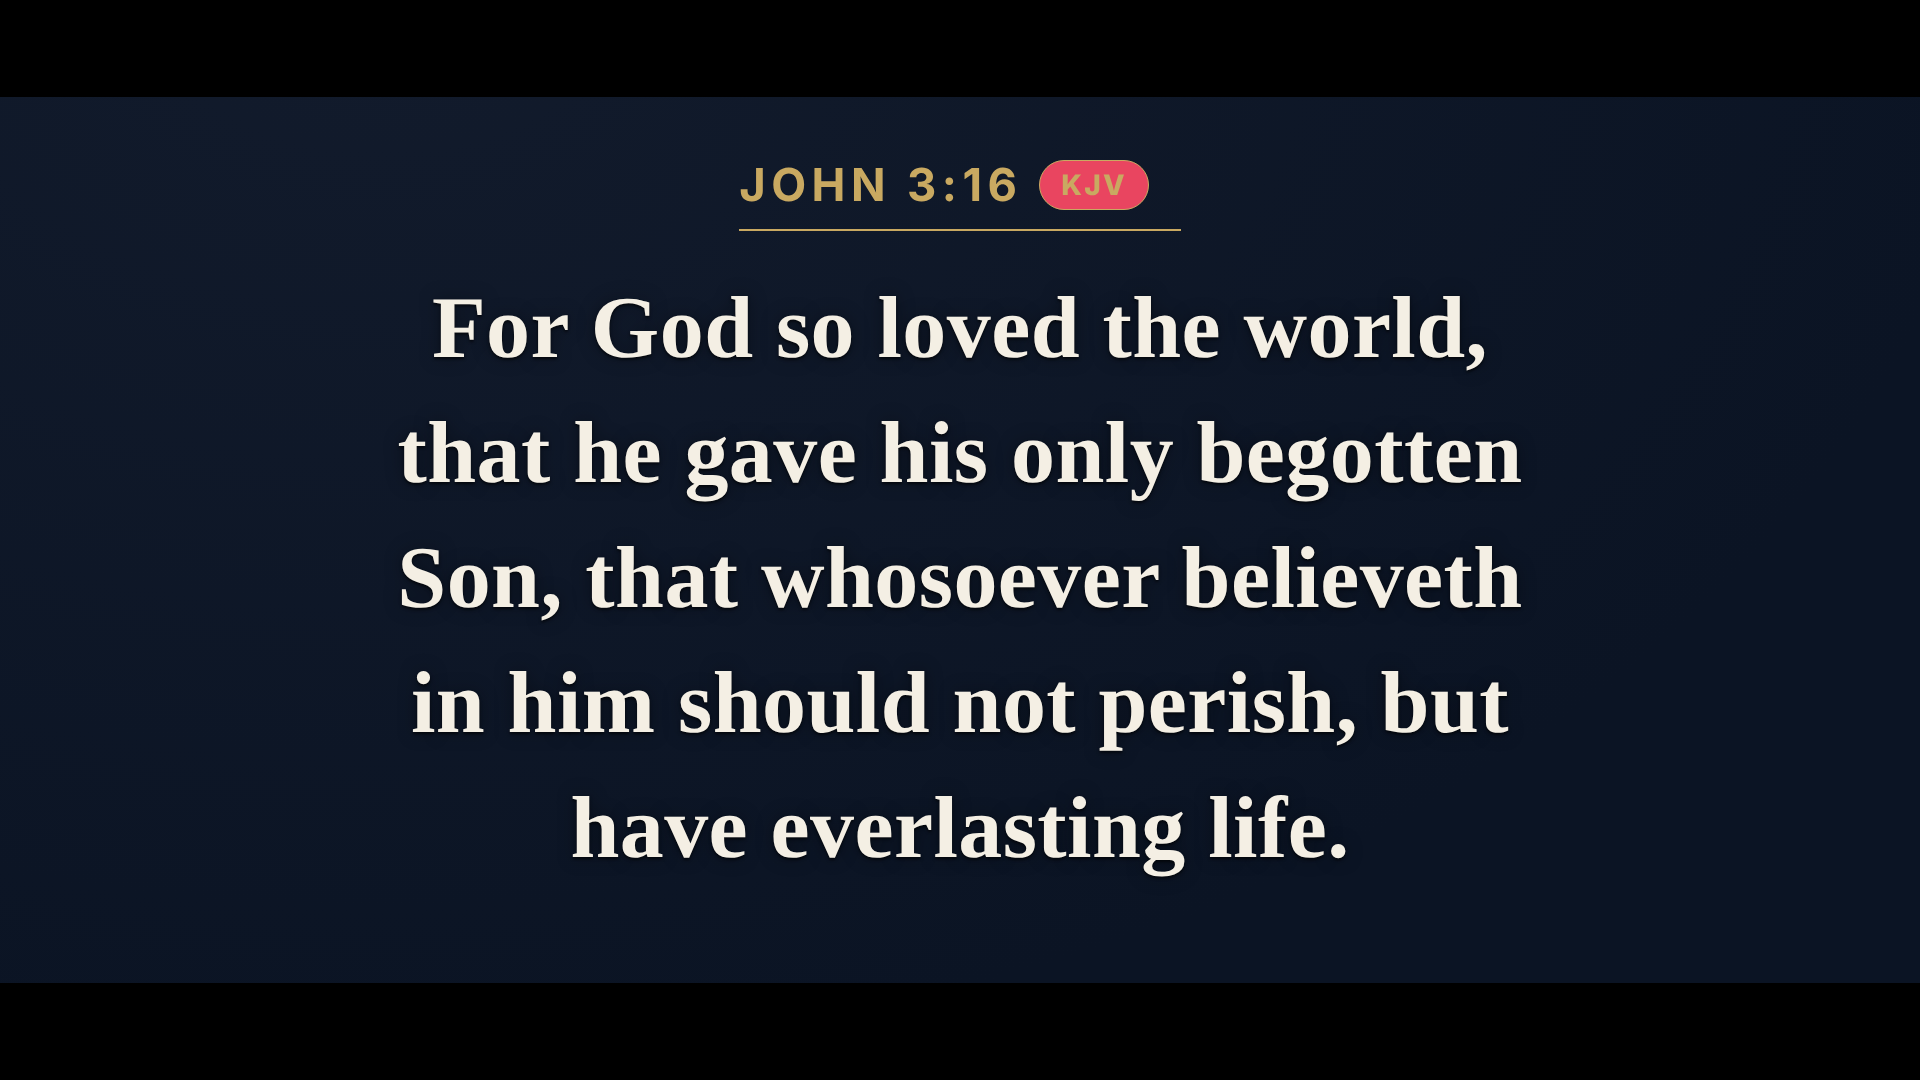 JOHN 3:16 KJV
For God so loved the world,
that he gave his only begotten
Son, that whosoever believeth
in him should not perish, but
have everlasting life.